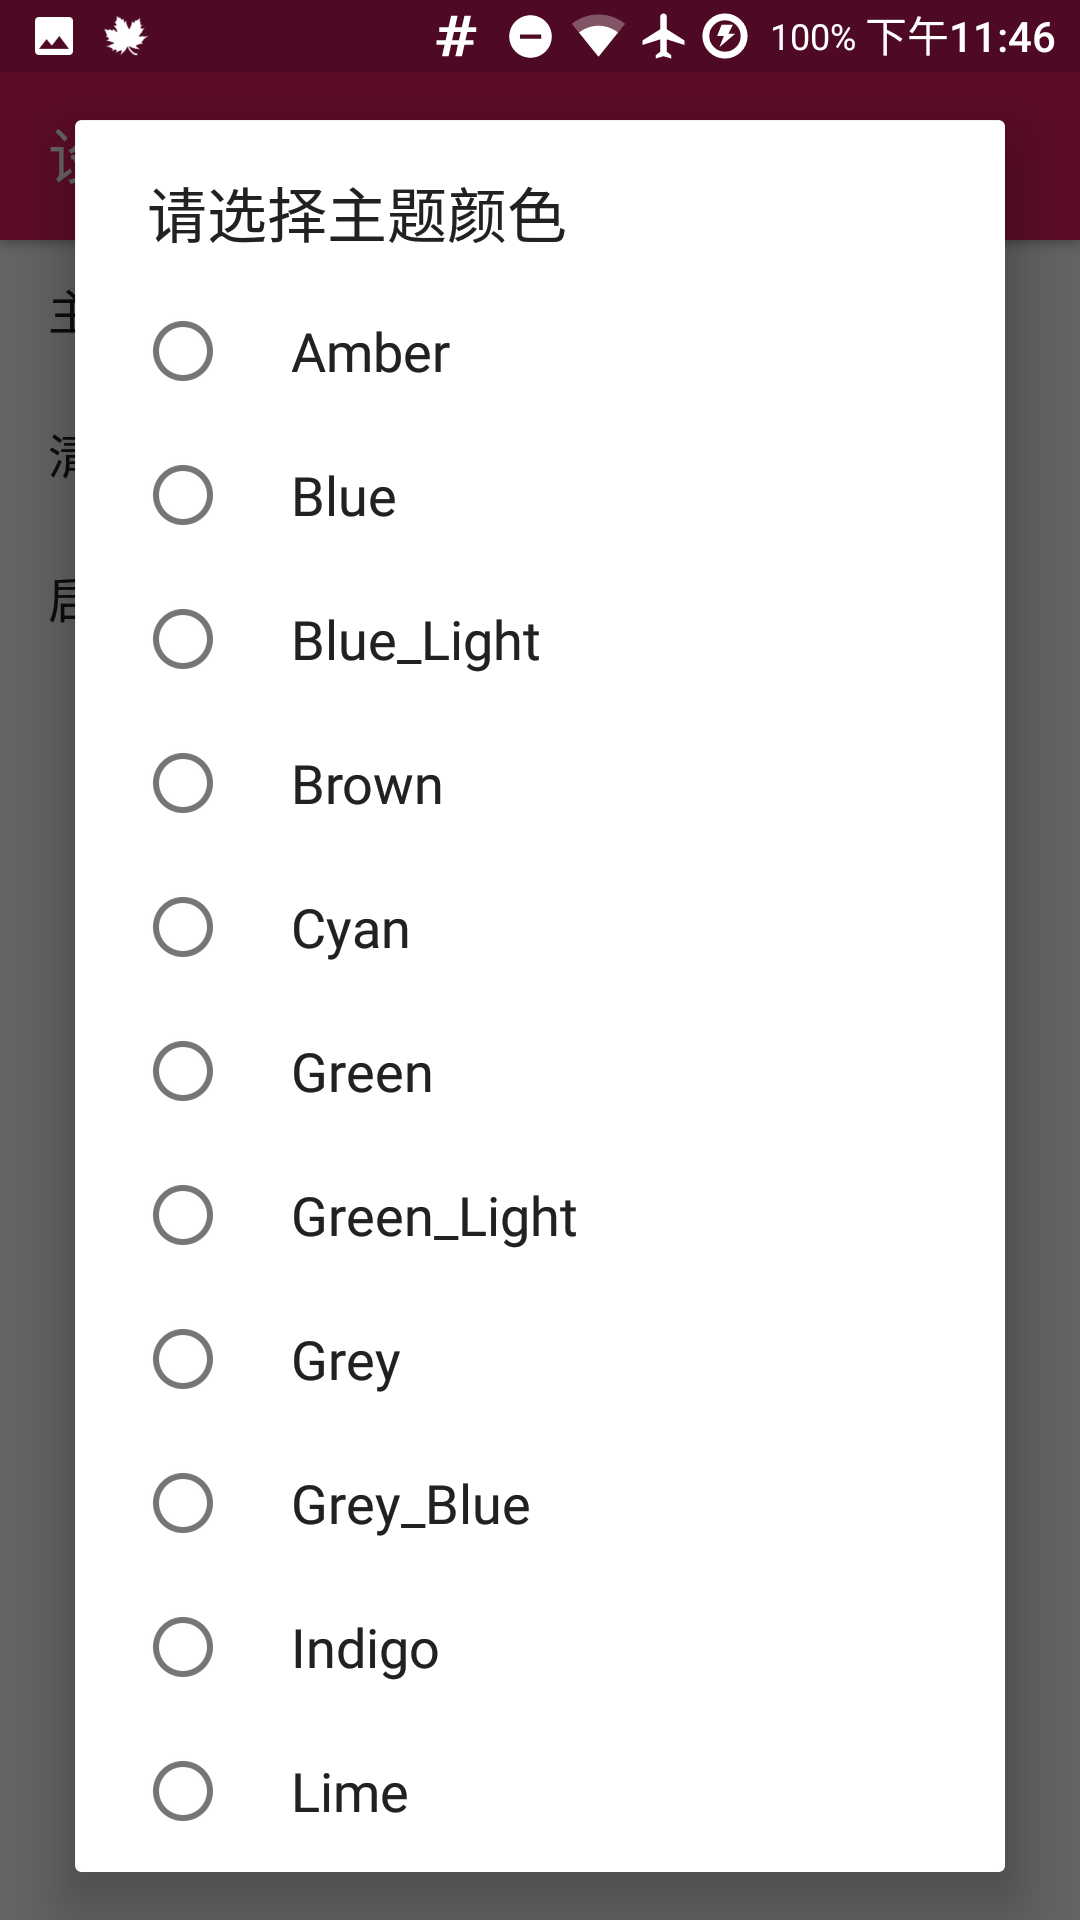 100% 下午11:46
请选择主题颜色
Amber
Blue
Blue_Light
Brown
Cyan
Green
Green_Light
Grey
Grey_Blue
Indigo
Lime